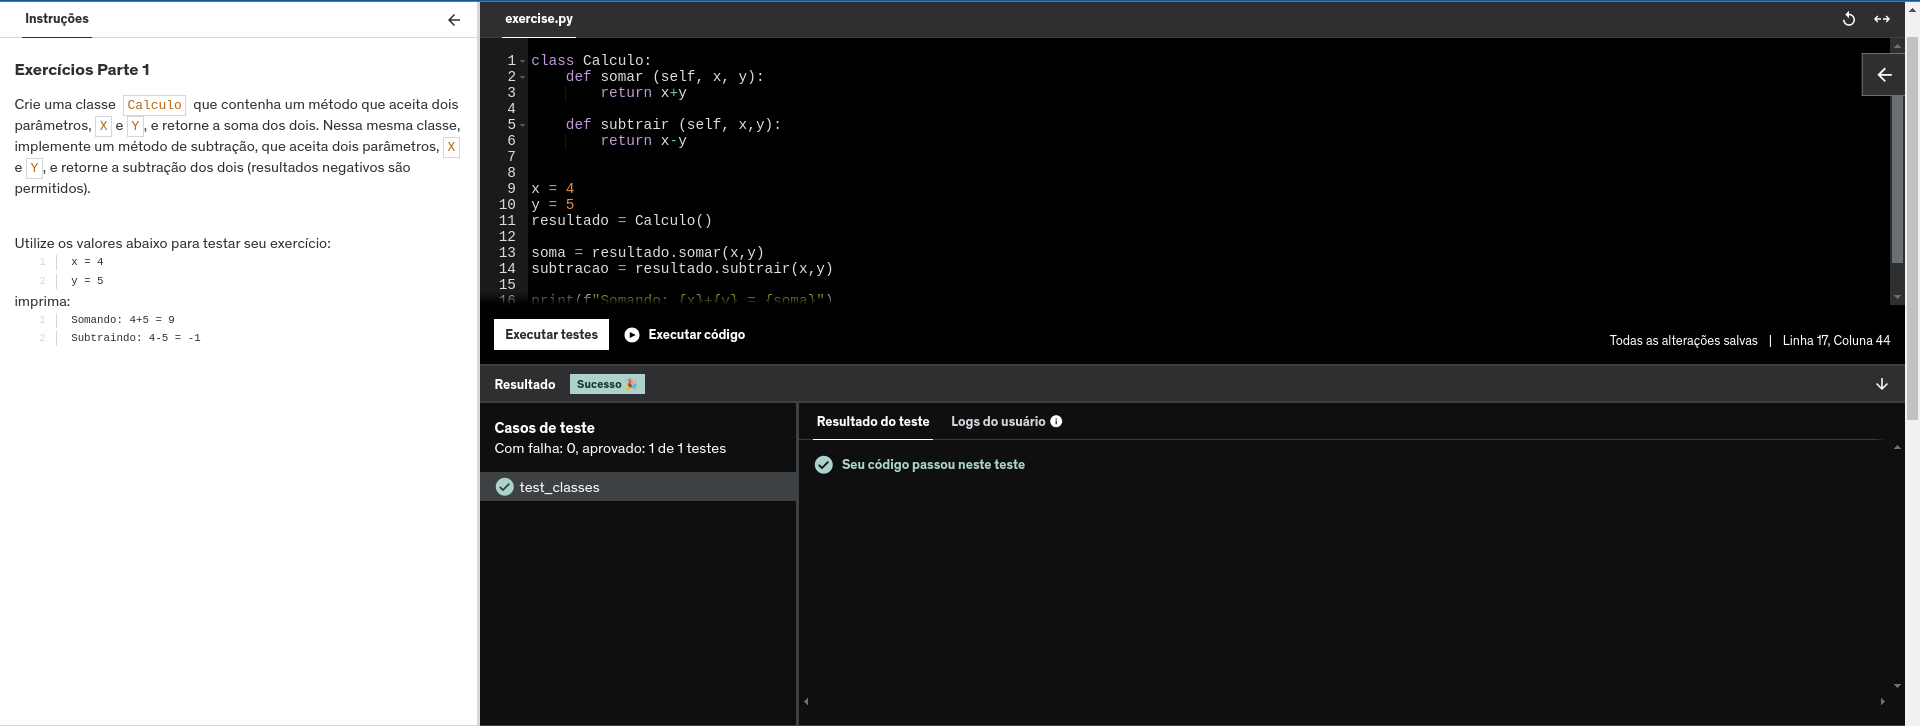 Instruções
Exercícios Parte 1
Crie uma classe Calculo que contenha um método que aceita dois
parâmetros, X e Y, e retorne a soma dos dois. Nessa mesma classe,
implemente um método de subtração, que aceita dois parâmetros, X
e Y, e retorne a subtração dos dois (resultados negativos são
permitidos).
Utilize os valores abaixo para testar seu exercício:
1 x = 4
2 y = 5
imprima:
1 Somando: 4+5 = 9
2 Subtraindo: 4-5 = -1
exercise.py
1 class Calculo:
2     def somar (self, x, y):
3         return x+y
4
5     def subtrair (self, x,y):
6         return x-y
7
8
9 x = 4
10 y = 5
11 resultado = Calculo()
12
13 soma = resultado.somar(x,y)
14 subtracao = resultado.subtrair(x,y)
15
16 print(f"Somando: {x}+{y} = {soma}")
Executar testes
Executar código
Todas as alterações salvas | Linha 17, Coluna 44
Resultado Sucesso
Casos de teste
Com falha: 0, aprovado: 1 de 1 testes
test_classes
Resultado do teste
Logs do usuário
Seu código passou neste teste